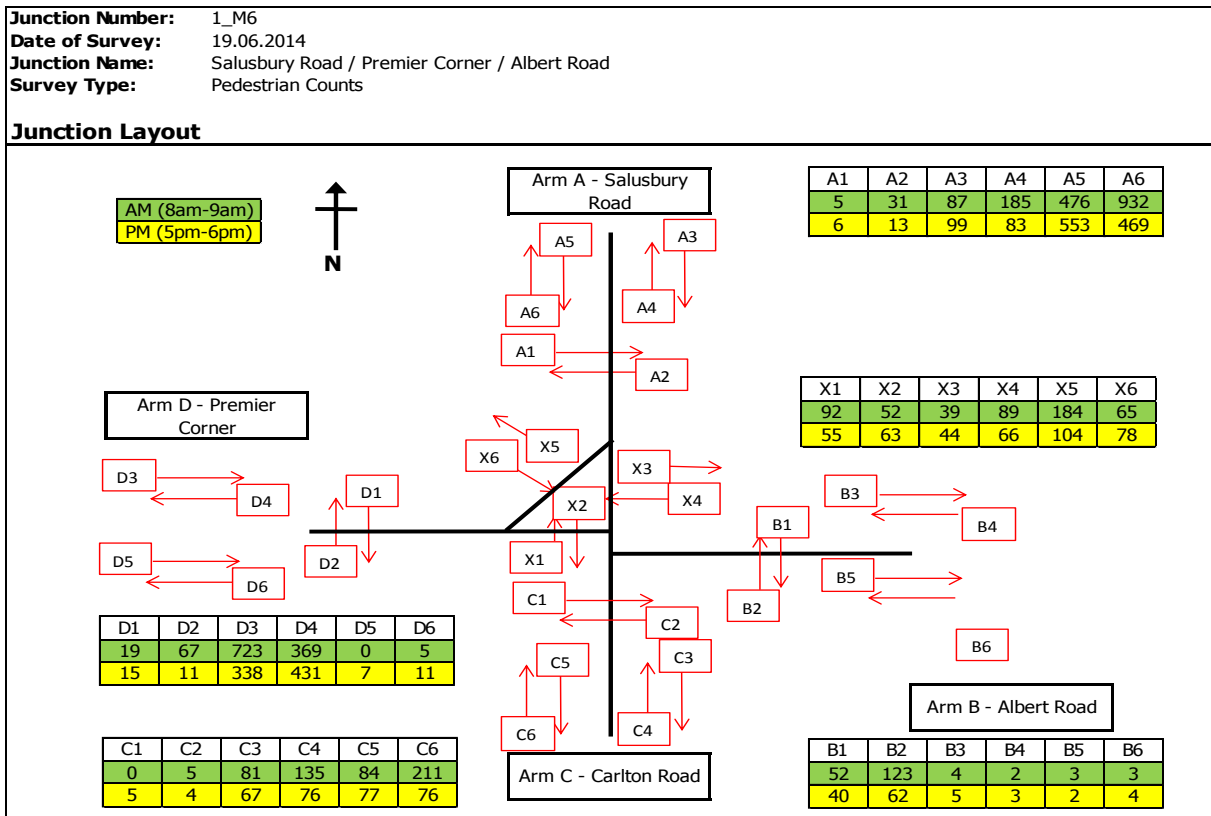 Junction Number: 1_M6
Date of Survey: 19.06.2014
Junction Name: Salusbury Road / Premier Corner / Albert Road
Survey Type: Pedestrian Counts
Junction Layout
AM (8am-9am)
PM (5pm-6pm)
N
Arm A - Salusbury
Road
A1 A2 A3 A4 A5 A6
5 31 87 185 476 932
6 13 99 83 553 469
A5
A3
A6
A4
A1
A2
Arm D - Premier
Corner
X1 X2 X3 X4 X5 X6
92 52 39 89 184 65
55 63 44 66 104 78
X5
X6
X3
X4
X2
X1
D3
D4
D1
D5
D6
D2
B3
B4
B1
B5
B2
B6
C1
C2
C5
C3
C6
C4
D1 D2 D3 D4 D5 D6
19 67 723 369 0 5
15 11 338 431 7 11
Arm B - Albert Road
C1 C2 C3 C4 C5 C6
0 5 81 135 84 211
5 4 67 76 77 76
Arm C - Carlton Road
B1 B2 B3 B4 B5 B6
52 123 4 2 3 3
40 62 5 3 2 4